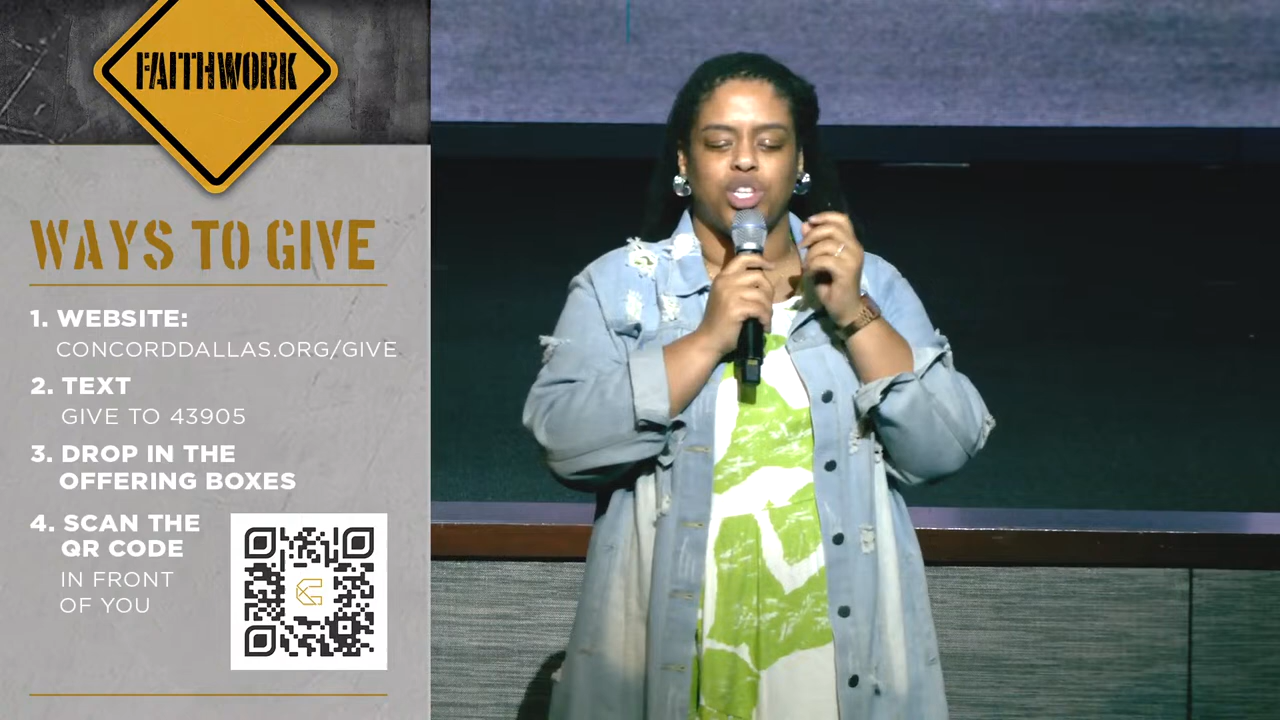 FAITHWORK
WAYS TO GIVE
1. WEBSITE:
CONCORDDALLAS.ORG/GIVE
2. TEXT
GIVE TO 43905
3. DROP IN THE
OFFERING BOXES
4. SCAN THE
QR CODE
IN FRONT
OF YOU